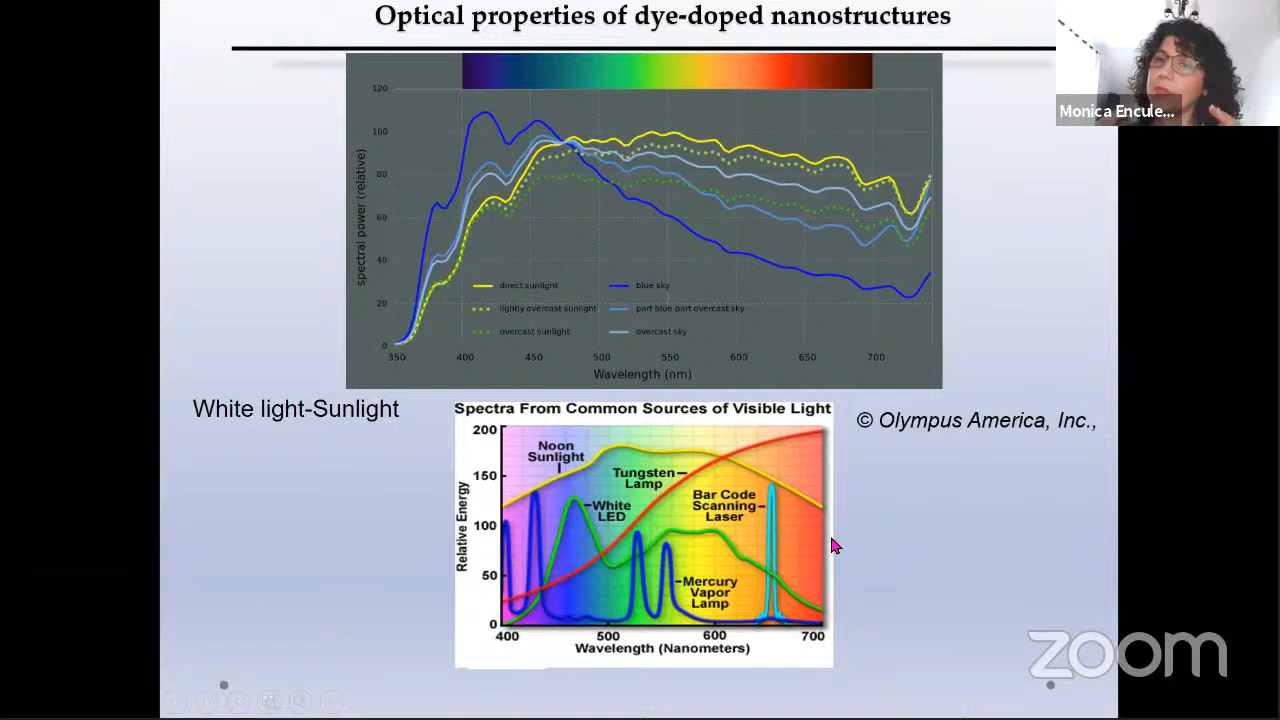 Optical properties of dye-doped nanostructures
Monica Encule...
120
100
80
60
40
20
0
spectral power (relative)
direct sunlight
lightly overcast sunlight
overcast sunlight
blue sky
part blue part overcast sky
overcast sky
350 400 450 500 550 600 650 700
Wavelength (nm)
White light-Sunlight
© Olympus America, Inc.,
Spectra From Common Sources of Visible Light
200
150
100
50
0
Relative Energy
Noon
Sunlight
Tungsten
Lamp
White
LED
Bar Code
Scanning
Laser
Mercury
Vapor
Lamp
400 500 600 700
Wavelength (Nanometers)
zoom